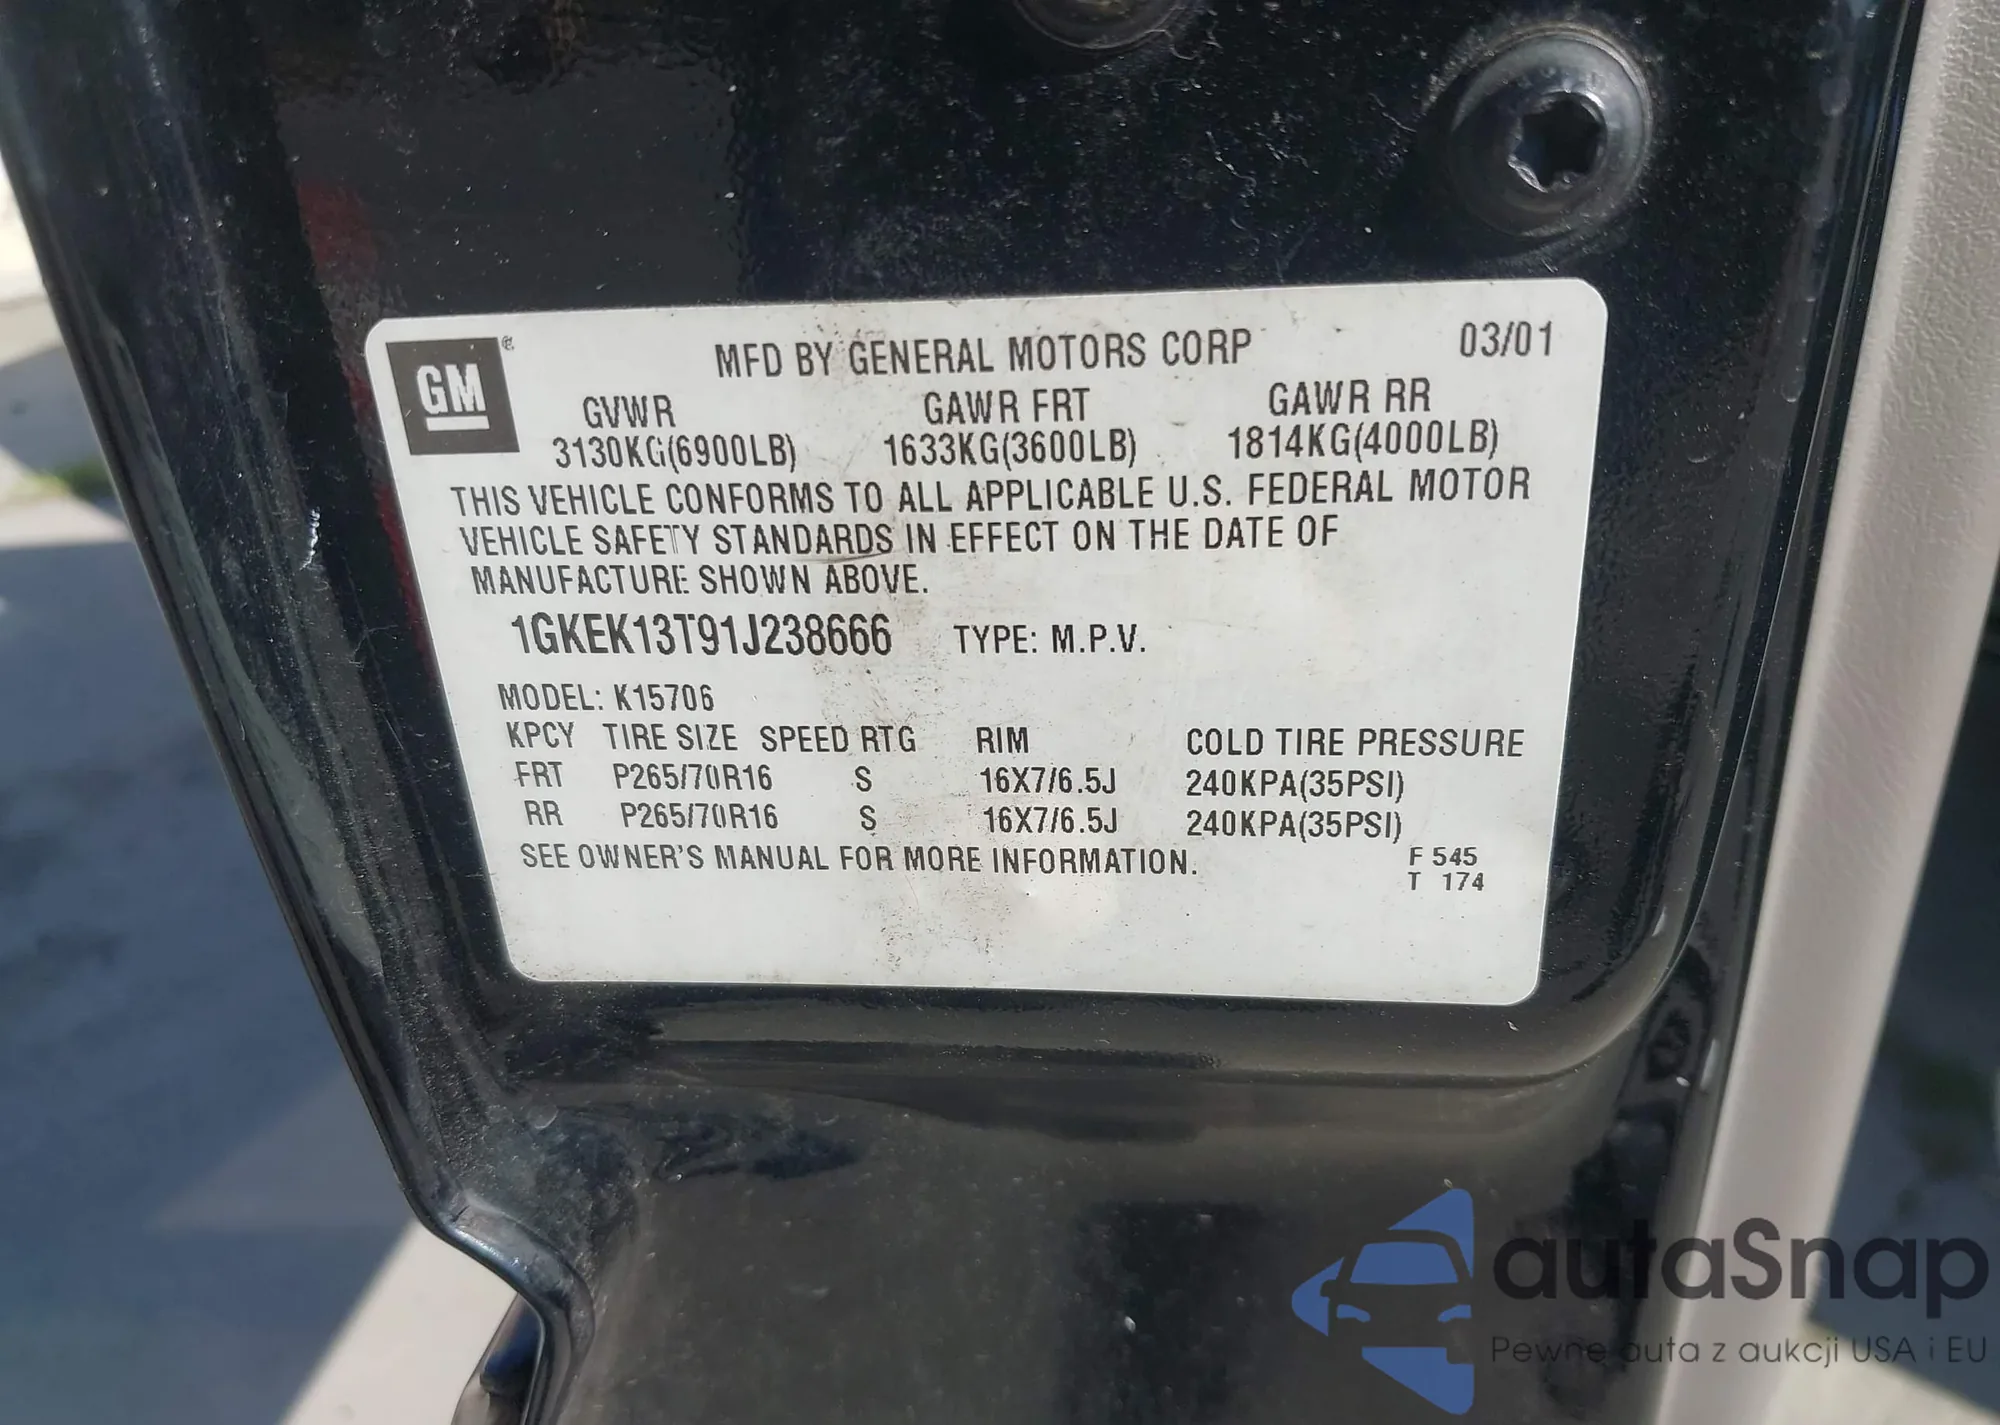 GM
MFD BY GENERAL MOTORS CORP 03/01
GVWR GAWR FRT GAWR RR
3130KG(6900LB) 1633KG(3600LB) 1814KG(4000LB)
THIS VEHICLE CONFORMS TO ALL APPLICABLE U.S. FEDERAL MOTOR
VEHICLE SAFETY STANDARDS IN EFFECT ON THE DATE OF
MANUFACTURE SHOWN ABOVE.
1GKEK13T91J238666 TYPE: M.P.V.
MODEL: K15706
KPCY TIRE SIZE SPEED RTG RIM COLD TIRE PRESSURE
FRT P265/70R16 S 16X7/6.5J 240KPA(35PSI)
RR P265/70R16 S 16X7/6.5J 240KPA(35PSI)
SEE OWNER'S MANUAL FOR MORE INFORMATION.
F 545
T 174
autaSnap
Pewne auta z aukcji USA i EU